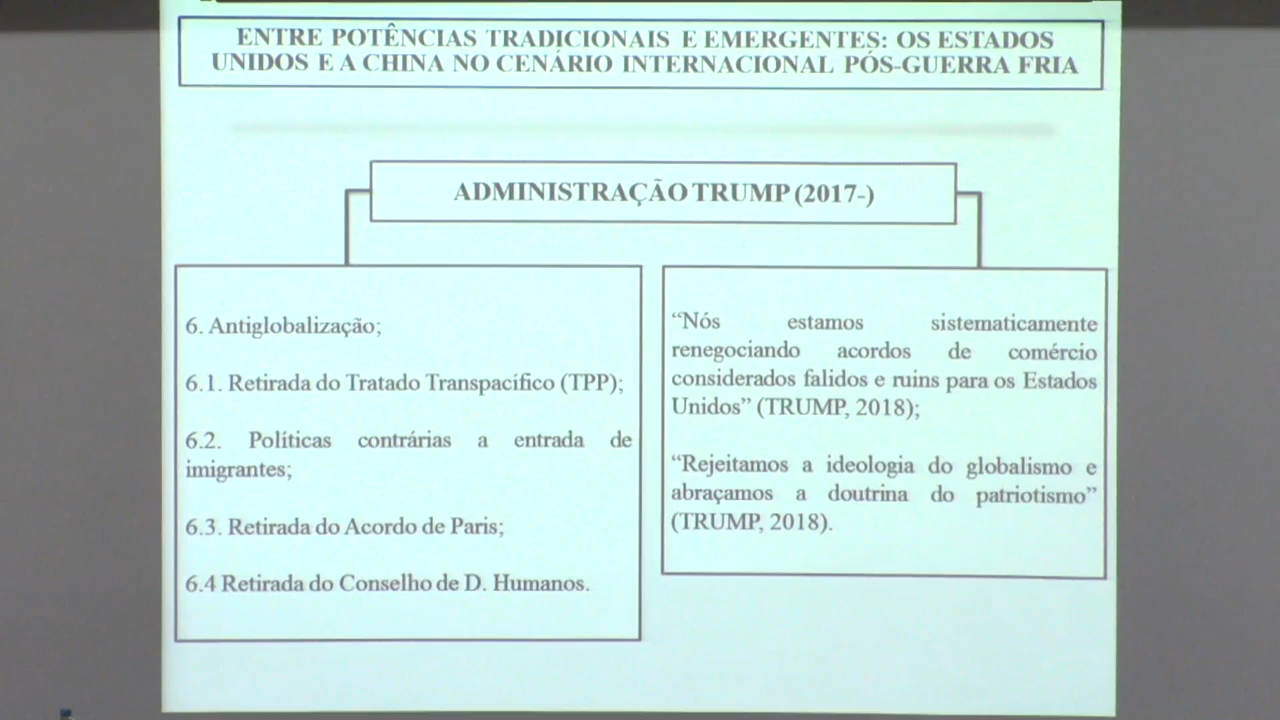 ENTRE POTÊNCIAS TRADICIONAIS E EMERGENTES: OS ESTADOS
UNIDOS E A CHINA NO CENÁRIO INTERNACIONAL PÓS-GUERRA FRIA
ADMINISTRAÇÃO TRUMP (2017-)
6. Antiglobalização;
6.1. Retirada do Tratado Transpacífico (TPP);
6.2. Políticas contrárias a entrada de
imigrantes;
6.3. Retirada do Acordo de Paris;
6.4 Retirada do Conselho de D. Humanos.
“Nós estamos sistematicamente
renegociando acordos de comércio
considerados falidos e ruins para os Estados
Unidos” (TRUMP, 2018);
“Rejeitamos a ideologia do globalismo e
abraçamos a doutrina do patriotismo”
(TRUMP, 2018).